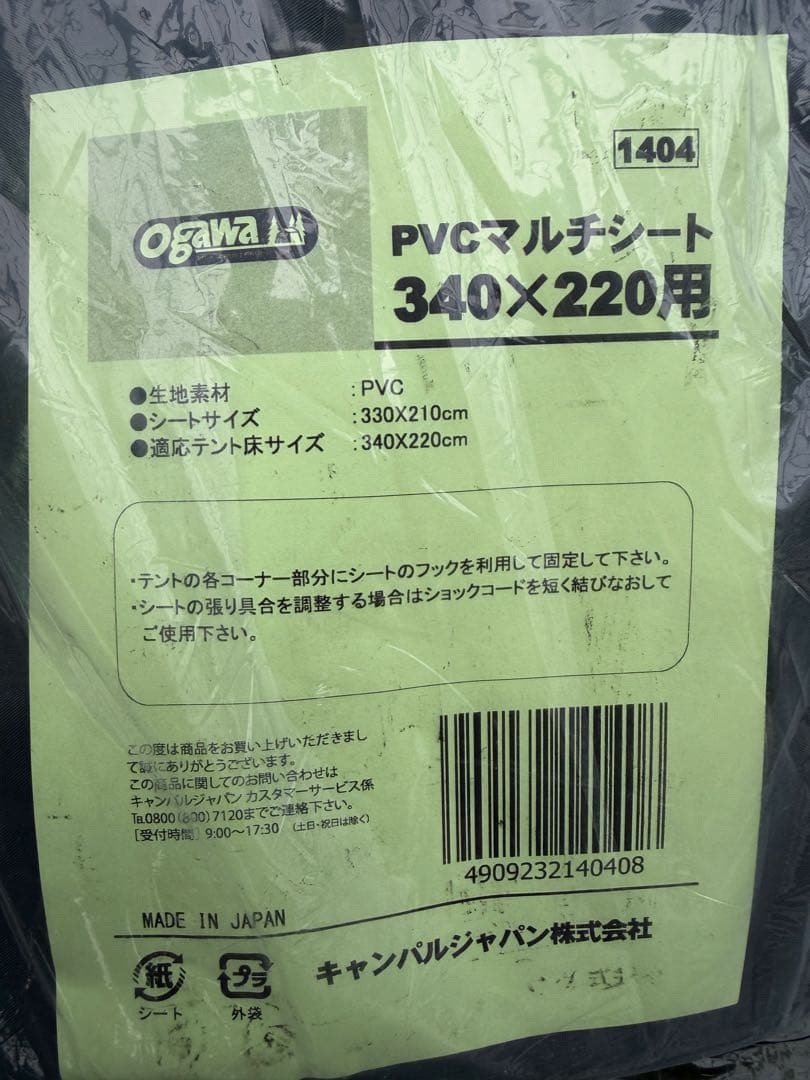 ogawa
1404
PVCマルチシート
340×220用
●生地素材 :PVC
●シートサイズ :330X210cm
●適応テント床サイズ :340X220cm
・テントの各コーナー部分にシートのフックを利用して固定して下さい。
・シートの張り具合を調整する場合はショックコードを短く結びなおして
ご使用下さい。
この度は商品をお買い上げいただきまし
て誠にありがとうございます。
この商品に関してのお問い合わせは
キャンパルジャパン カスタマーサービス係
℡.0800(800)7120までご連絡下さい。
[受付時間] 9:00～17:30 (土日・祝日は除く)
4909232140408
MADE IN JAPAN
キャンパルジャパン株式会社
紙
シート
プラ
外袋